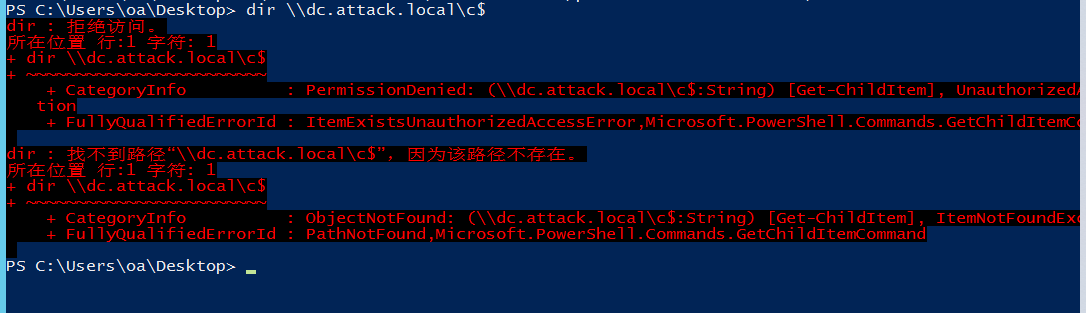 PS C:\Users\oa\Desktop> dir \\dc.attack.local\c$
dir : 拒绝访问。
所在位置 行:1 字符: 1
+ dir \\dc.attack.local\c$
+ ~~~~~~~~~~~~~~~~~~~~~~~~
+ CategoryInfo          : PermissionDenied: (\\dc.attack.local\c$:String) [Get-ChildItem], UnauthorizedA
tion
+ FullyQualifiedErrorId : ItemExistsUnauthorizedAccessError,Microsoft.PowerShell.Commands.GetChildItemCo
dir : 找不到路径“\\dc.attack.local\c$”，因为该路径不存在。
所在位置 行:1 字符: 1
+ dir \\dc.attack.local\c$
+ ~~~~~~~~~~~~~~~~~~~~~~~~
+ CategoryInfo          : ObjectNotFound: (\\dc.attack.local\c$:String) [Get-ChildItem], ItemNotFoundExc
+ FullyQualifiedErrorId : PathNotFound,Microsoft.PowerShell.Commands.GetChildItemCommand
PS C:\Users\oa\Desktop>